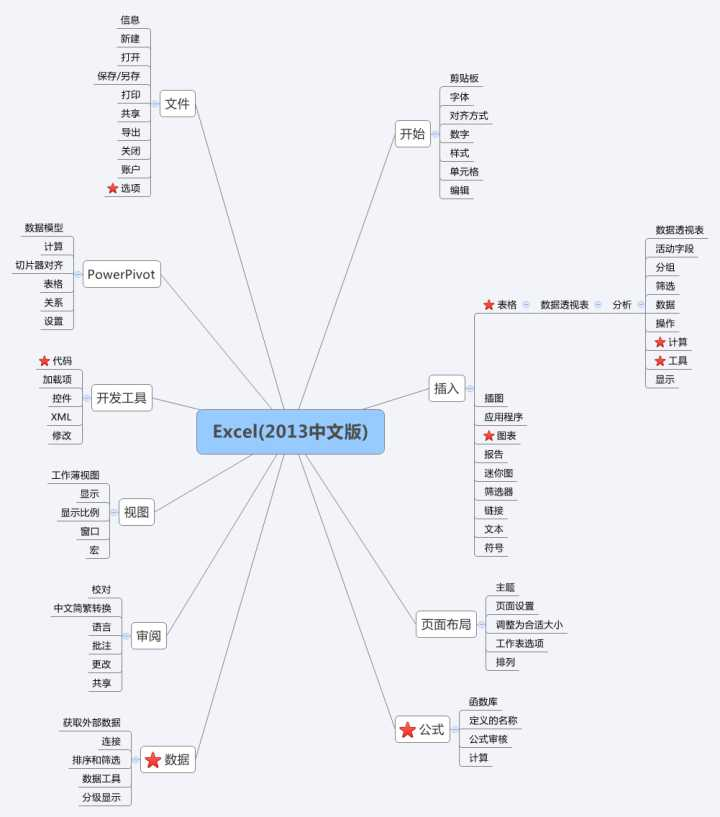 Excel(2013中文版)
文件
信息
新建
打开
保存/另存
打印
共享
导出
关闭
账户
选项
PowerPivot
数据模型
计算
切片器对齐
表格
关系
设置
开发工具
代码
加载项
控件
XML
修改
视图
工作薄视图
显示
显示比例
窗口
宏
审阅
校对
中文简繁转换
语言
批注
更改
共享
数据
获取外部数据
连接
排序和筛选
数据工具
分级显示
开始
剪贴板
字体
对齐方式
数字
样式
单元格
编辑
插入
表格
数据透视表
分析
数据透视表
活动字段
分组
筛选
数据
操作
计算
工具
显示
插图
应用程序
图表
报告
迷你图
筛选器
链接
文本
符号
页面布局
主题
页面设置
调整为合适大小
工作表选项
排列
公式
函数库
定义的名称
公式审核
计算